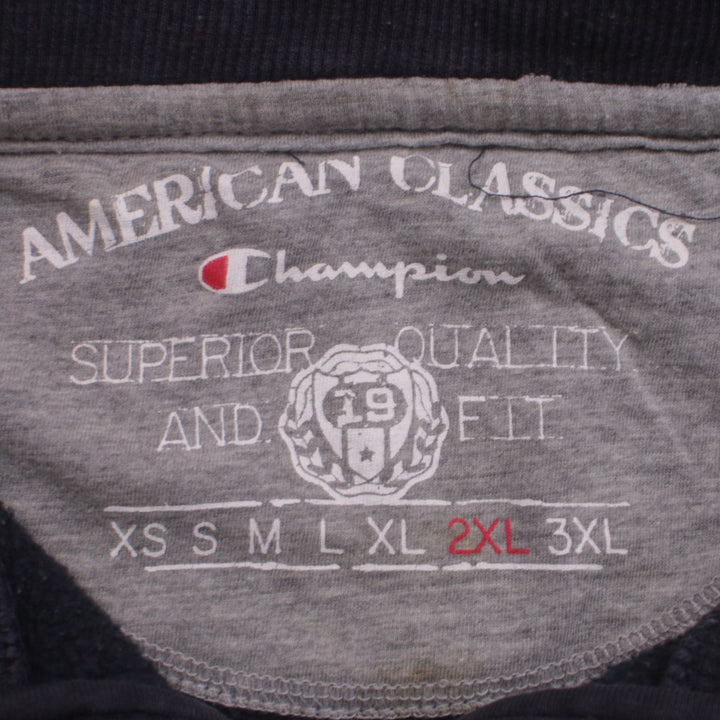 AMERICAN CLASSICS
Champion
SUPERIOR QUALITY
AND 19 FIT
XS S M L XL 2XL 3XL